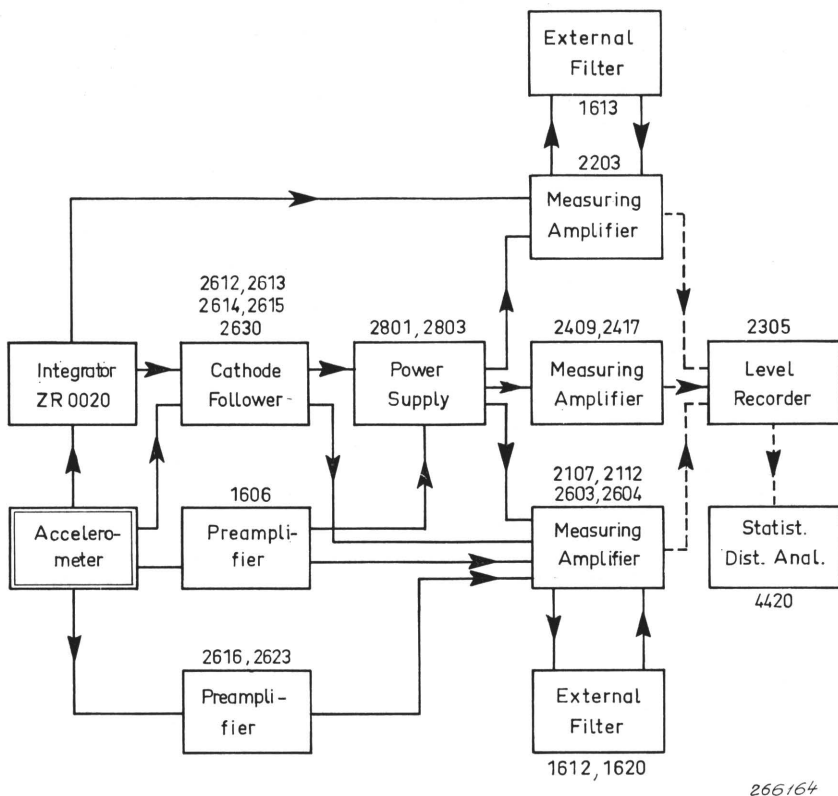 External
Filter
1613
2203
Measuring
Amplifier
2612, 2613
2614, 2615
2630
2801, 2803
2409, 2417
2305
Integrator
ZR 0020
Cathode
Follower
Power
Supply
Measuring
Amplifier
Level
Recorder
1606
2107, 2112
2603, 2604
Accelero-
meter
Preampli-
fier
Measuring
Amplifier
Statist.
Dist. Anal.
4420
2616, 2623
Preampli-
fier
External
Filter
1612, 1620
266164